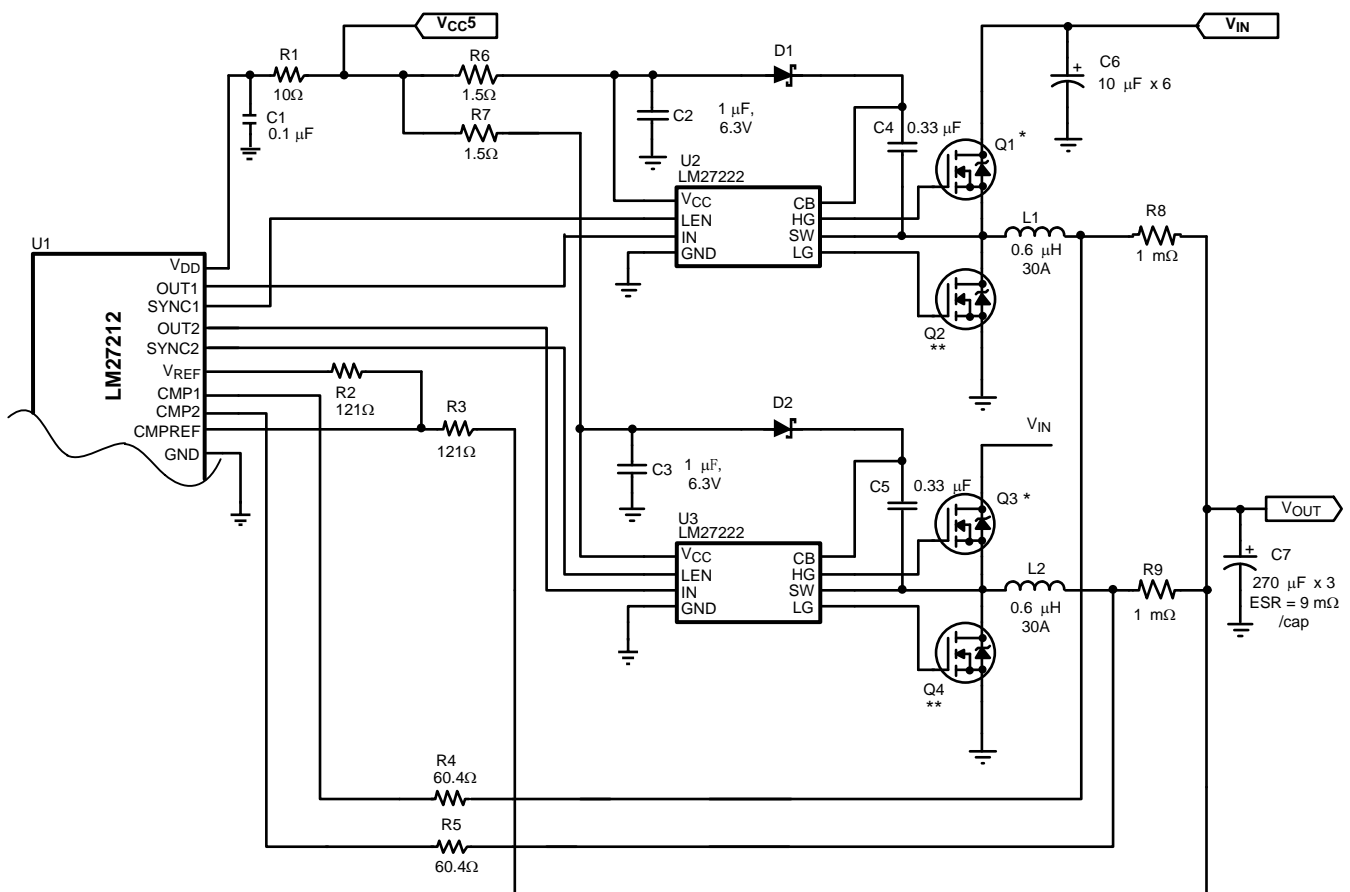 VCC5
VIN
R1
10Ω
C1
0.1 μF
R6
1.5Ω
R7
1.5Ω
C2
1 μF,
6.3V
D1
C4
0.33 μF
C6
10 μF x 6
+
Q1 *
U2
LM27222
VCC
LEN
IN
GND
CB
HG
SW
LG
L1
0.6 μH
30A
R8
1 mΩ
Q2
**
U1
LM27212
VDD
OUT1
SYNC1
OUT2
SYNC2
VREF
CMP1
CMP2
CMPREF
GND
R2
121Ω
R3
121Ω
D2
C3
1 μF,
6.3V
C5
0.33 μF
VIN
Q3 *
U3
LM27222
VCC
LEN
IN
GND
CB
HG
SW
LG
L2
0.6 μH
30A
R9
1 mΩ
Q4
**
VOUT
+
C7
270 μF x 3
ESR = 9 mΩ
/cap
R4
60.4Ω
R5
60.4Ω